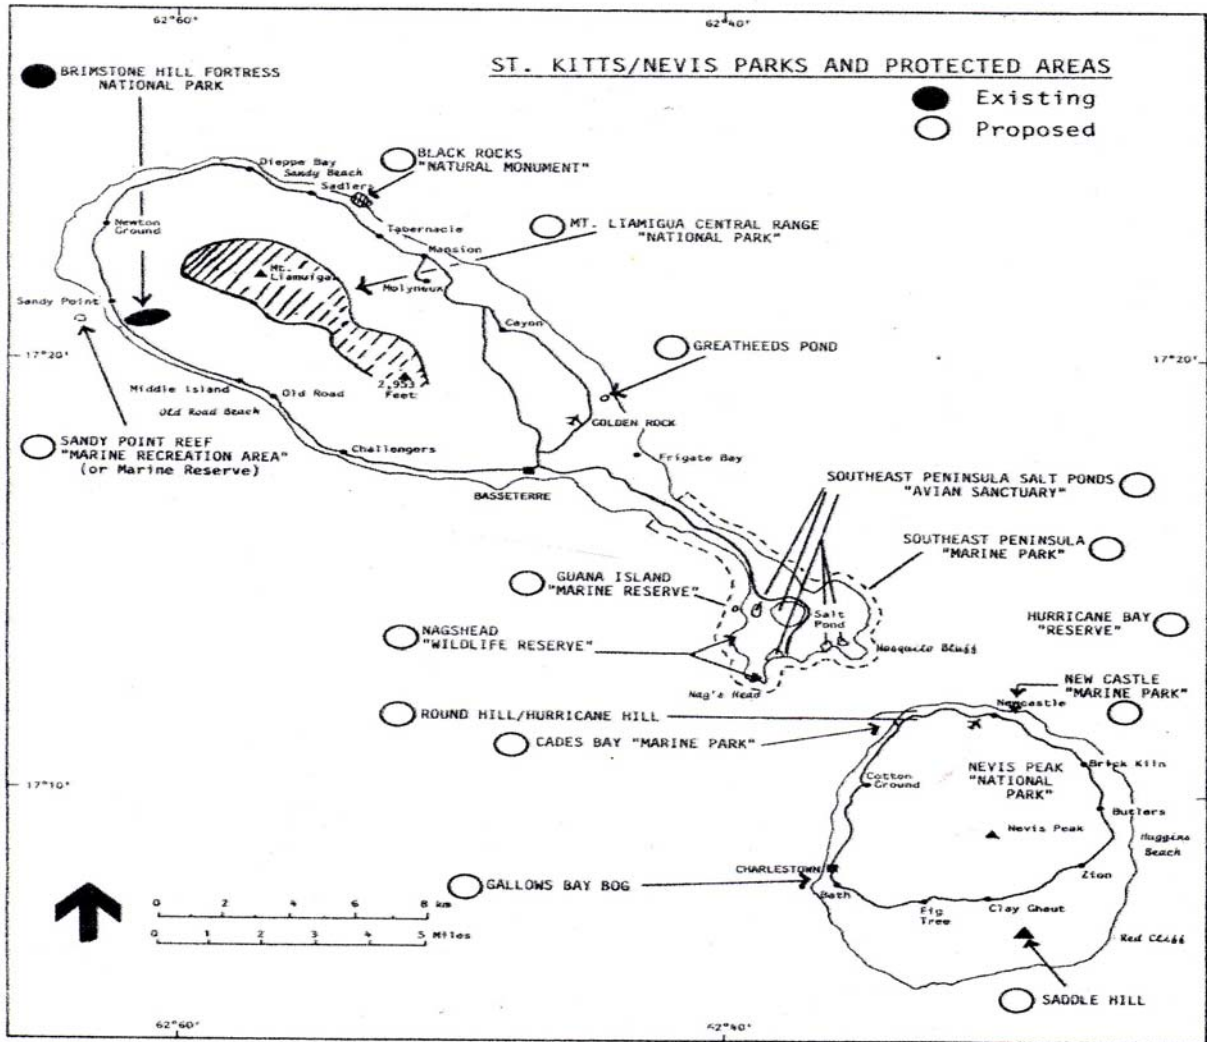 62°60'
62°40'
ST. KITTS/NEVIS PARKS AND PROTECTED AREAS
Existing
Proposed
BRIMSTONE HILL FORTRESS
NATIONAL PARK
BLACK ROCKS
"NATURAL MONUMENT"
Dieppe Bay
Sandy Beach
Sadlers
MT. LIAMIGUA CENTRAL RANGE
"NATIONAL PARK"
Newton
Ground
Tabernacle
Mansion
Mt.
Liamuiga
Molyneux
Sandy Point
Cayon
17°20'
17°20'
GREATHEEDS POND
2,953
Feet
Middle Island
Old Road
Old Road Beach
GOLDEN ROCK
SANDY POINT REEF
"MARINE RECREATION AREA"
(or Marine Reserve)
Challengers
Frigate Bay
BASSETERRE
SOUTHEAST PENINSULA SALT PONDS
"AVIAN SANCTUARY"
SOUTHEAST PENINSULA
"MARINE PARK"
GUANA ISLAND
"MARINE RESERVE"
Salt
Pond
HURRICANE BAY
"RESERVE"
NAGSHEAD
"WILDLIFE RESERVE"
Mosquito Bluff
Nag's Head
NEW CASTLE
"MARINE PARK"
Newcastle
ROUND HILL/HURRICANE HILL
CADES BAY "MARINE PARK"
NEVIS PEAK
"NATIONAL
PARK"
Brick Kiln
17°10'
Cotton
Ground
Butlers
Nevis Peak
Huggins
Beach
CHARLESTOWN
Zion
GALLOWS BAY BOG
Bath
Fig
Tree
Clay Ghaut
0 2 4 6 8 km
0 1 2 3 4 5 Miles
Red Cliff
SADDLE HILL
62°60'
62°40'